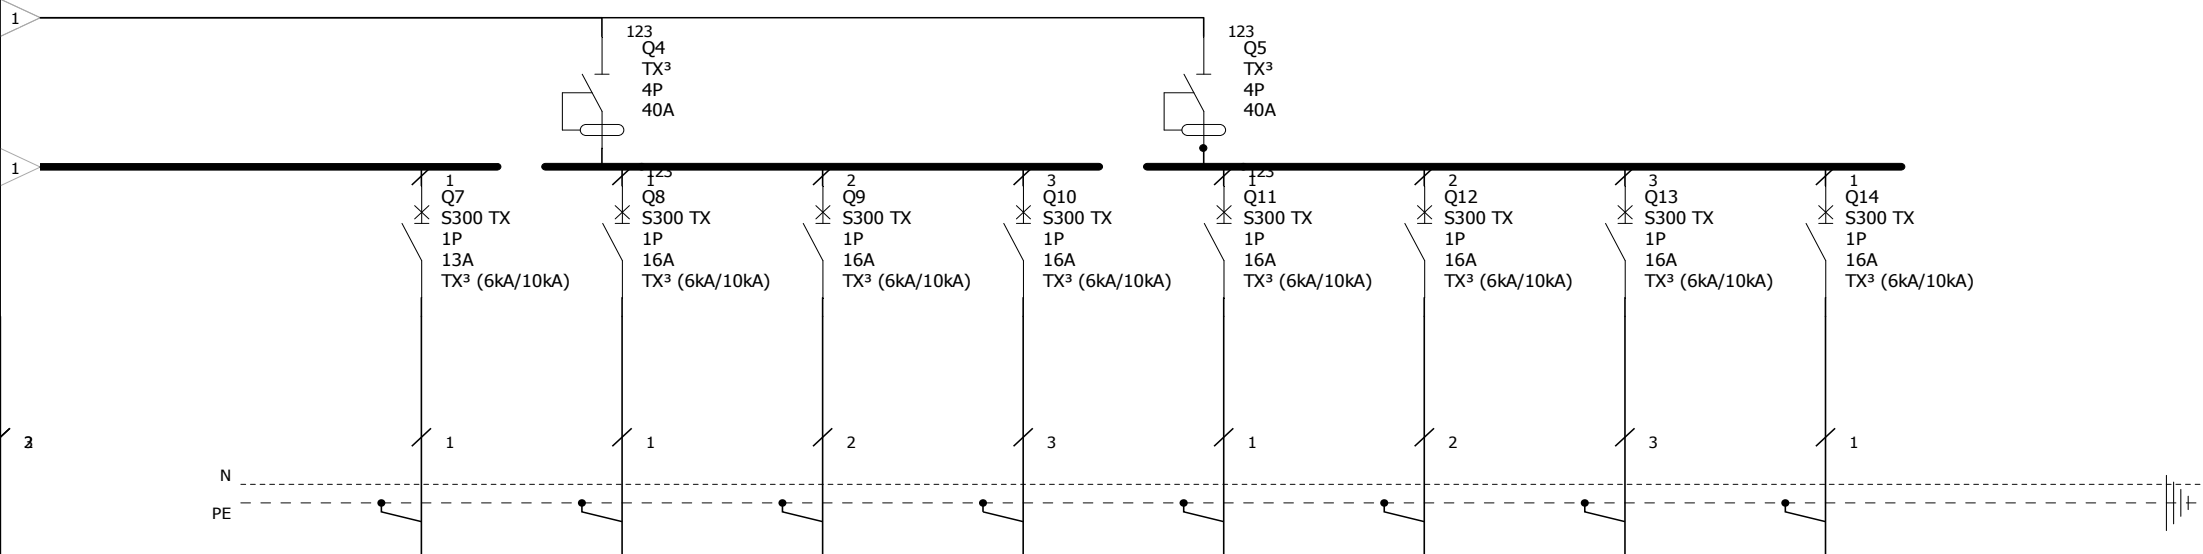 1
123
Q4
TX³
4P
40A
123
Q5
TX³
4P
40A
1
1
Q7
S300 TX
1P
13A
TX³ (6kA/10kA)
123
1
Q8
S300 TX
1P
16A
TX³ (6kA/10kA)
2
Q9
S300 TX
1P
16A
TX³ (6kA/10kA)
3
Q10
S300 TX
1P
16A
TX³ (6kA/10kA)
123
1
Q11
S300 TX
1P
16A
TX³ (6kA/10kA)
2
Q12
S300 TX
1P
16A
TX³ (6kA/10kA)
3
Q13
S300 TX
1P
16A
TX³ (6kA/10kA)
1
Q14
S300 TX
1P
16A
TX³ (6kA/10kA)
1
1
2
3
1
2
3
1
N
PE